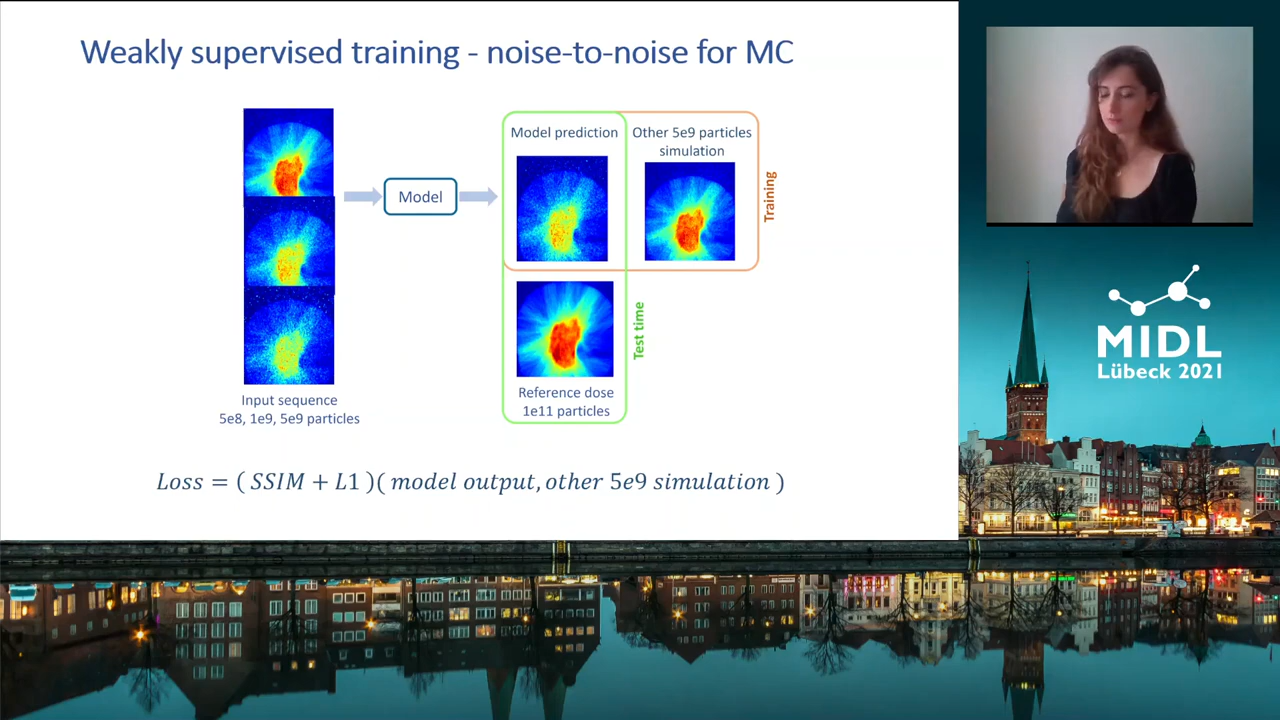 Weakly supervised training - noise-to-noise for MC
Model prediction
Other 5e9 particles
simulation
Training
Model
Test time
Input sequence
5e8, 1e9, 5e9 particles
Reference dose
1e11 particles
Loss = ( SSIM + L1 )( model output, other 5e9 simulation )
MIDL
Lübeck 2021